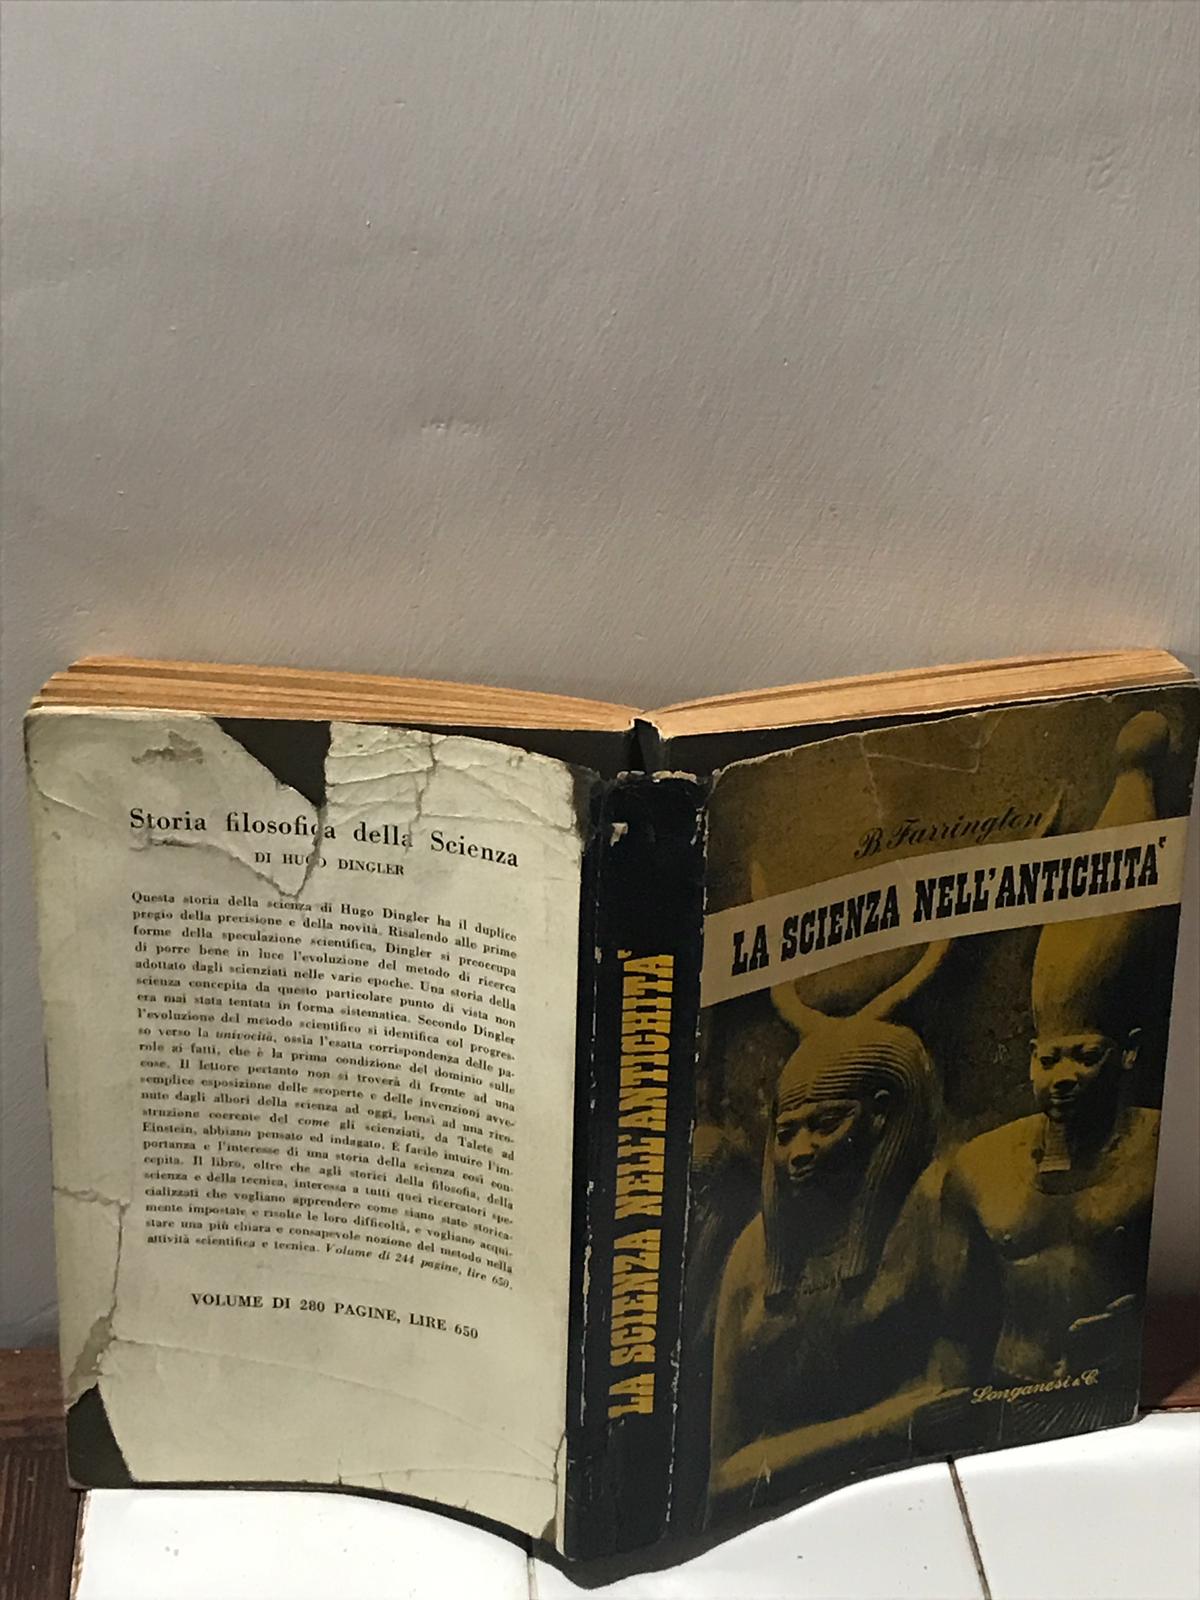 Storia filosofica della Scienza
DI HUGO DINGLER
Questa storia della scienza di Hugo Dingler ha il duplice
pregio della precisione e della novità. Risalendo alle prime
forme della speculazione scientifica, Dingler si preoccupa
di porre bene in luce l'evoluzione del metodo di ricerca
adottato dagli scienziati nelle varie epoche. Una storia della
scienza concepita da questo particolare punto di vista non
era mai stata tentata in forma sistematica. Secondo Dingler
l'evoluzione del metodo scientifico si identifica col progres-
so verso la univocità, ossia l'esatta corrispondenza delle pa-
role ai fatti, che è la prima condizione del dominio sulle
cose. Il lettore pertanto non si troverà di fronte ad una
semplice esposizione delle scoperte e delle invenzioni avve-
nute dagli albori della scienza ad oggi, bensì ad una rico-
struzione coerente del come gli scienziati, da Talete ad
Einstein, abbiano pensato ed indagato. È facile intuire l'im-
portanza e l'interesse di una storia della scienza così con-
cepita. Il libro, oltre che agli storici della filosofia, della
scienza e della tecnica, interessa a tutti quei ricercatori spe-
cializzati che vogliano apprendere come siano state storica-
mente impostate e risolte le loro difficoltà, e vogliano acqui-
stare una più chiara e consapevole nozione del metodo nella
attività scientifica e tecnica. Volume di 244 pagine, lire 650.
VOLUME DI 280 PAGINE, LIRE 650
LA SCIENZA NELL'ANTICHITA'
B. Farrington
LA SCIENZA NELL'ANTICHITA'
Longanesi & C.